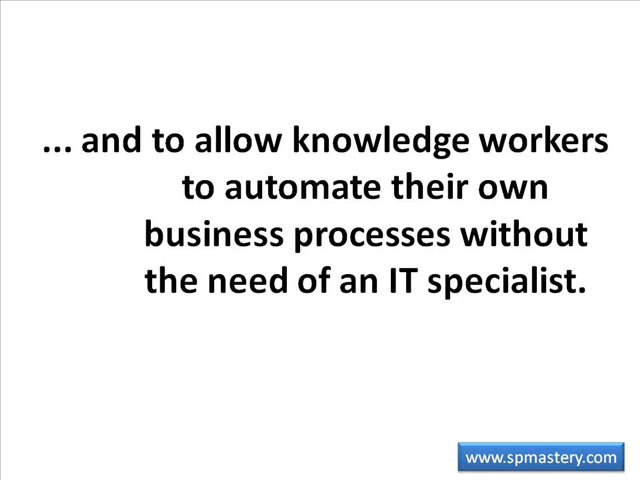 ... and to allow knowledge workers
to automate their own
business processes without
the need of an IT specialist.
www.spmastery.com